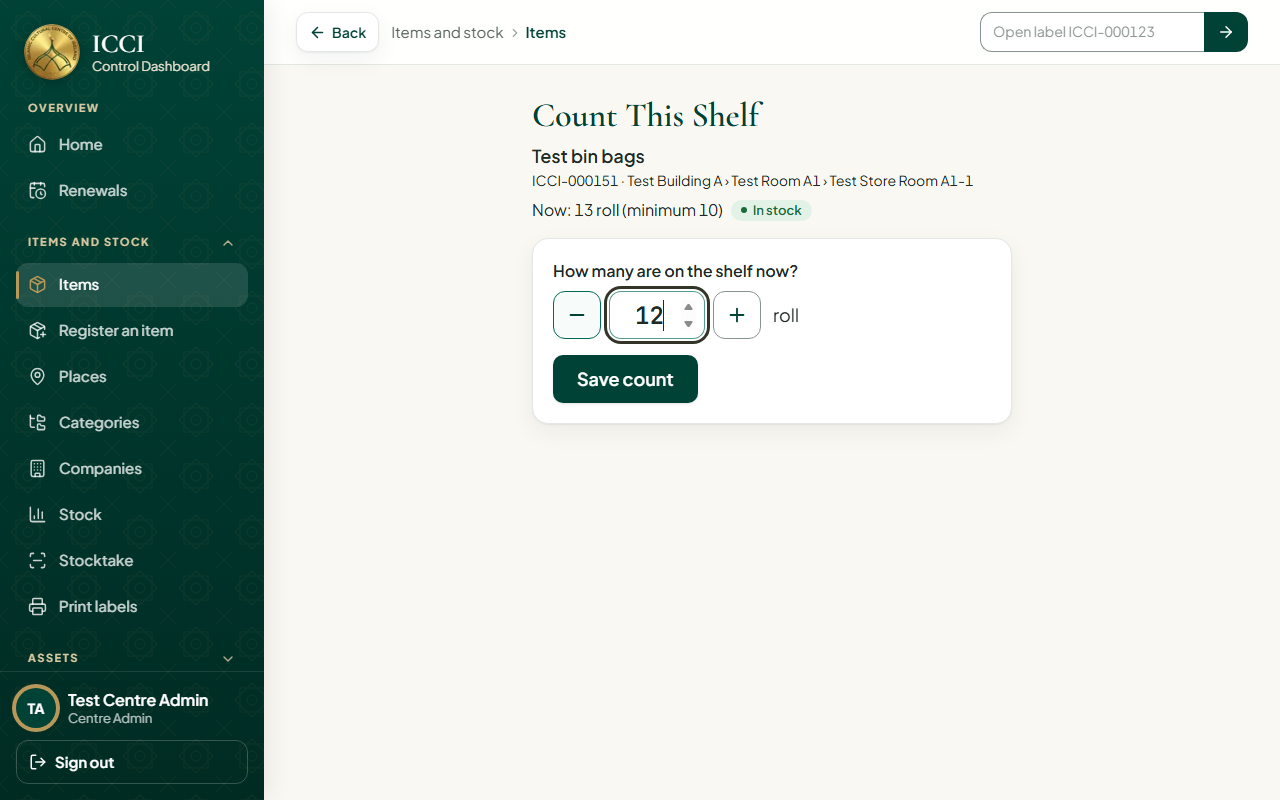 ICCI
Control Dashboard
OVERVIEW
Home
Renewals
ITEMS AND STOCK
Items
Register an item
Places
Categories
Companies
Stock
Stocktake
Print labels
ASSETS
TA
Test Centre Admin
Centre Admin
Sign out
Back
Items and stock › Items
Open label ICCI-000123
Count This Shelf
Test bin bags
ICCI-000151 · Test Building A › Test Room A1 › Test Store Room A1-1
Now: 13 roll (minimum 10) In stock
How many are on the shelf now?
− 12 + roll
Save count